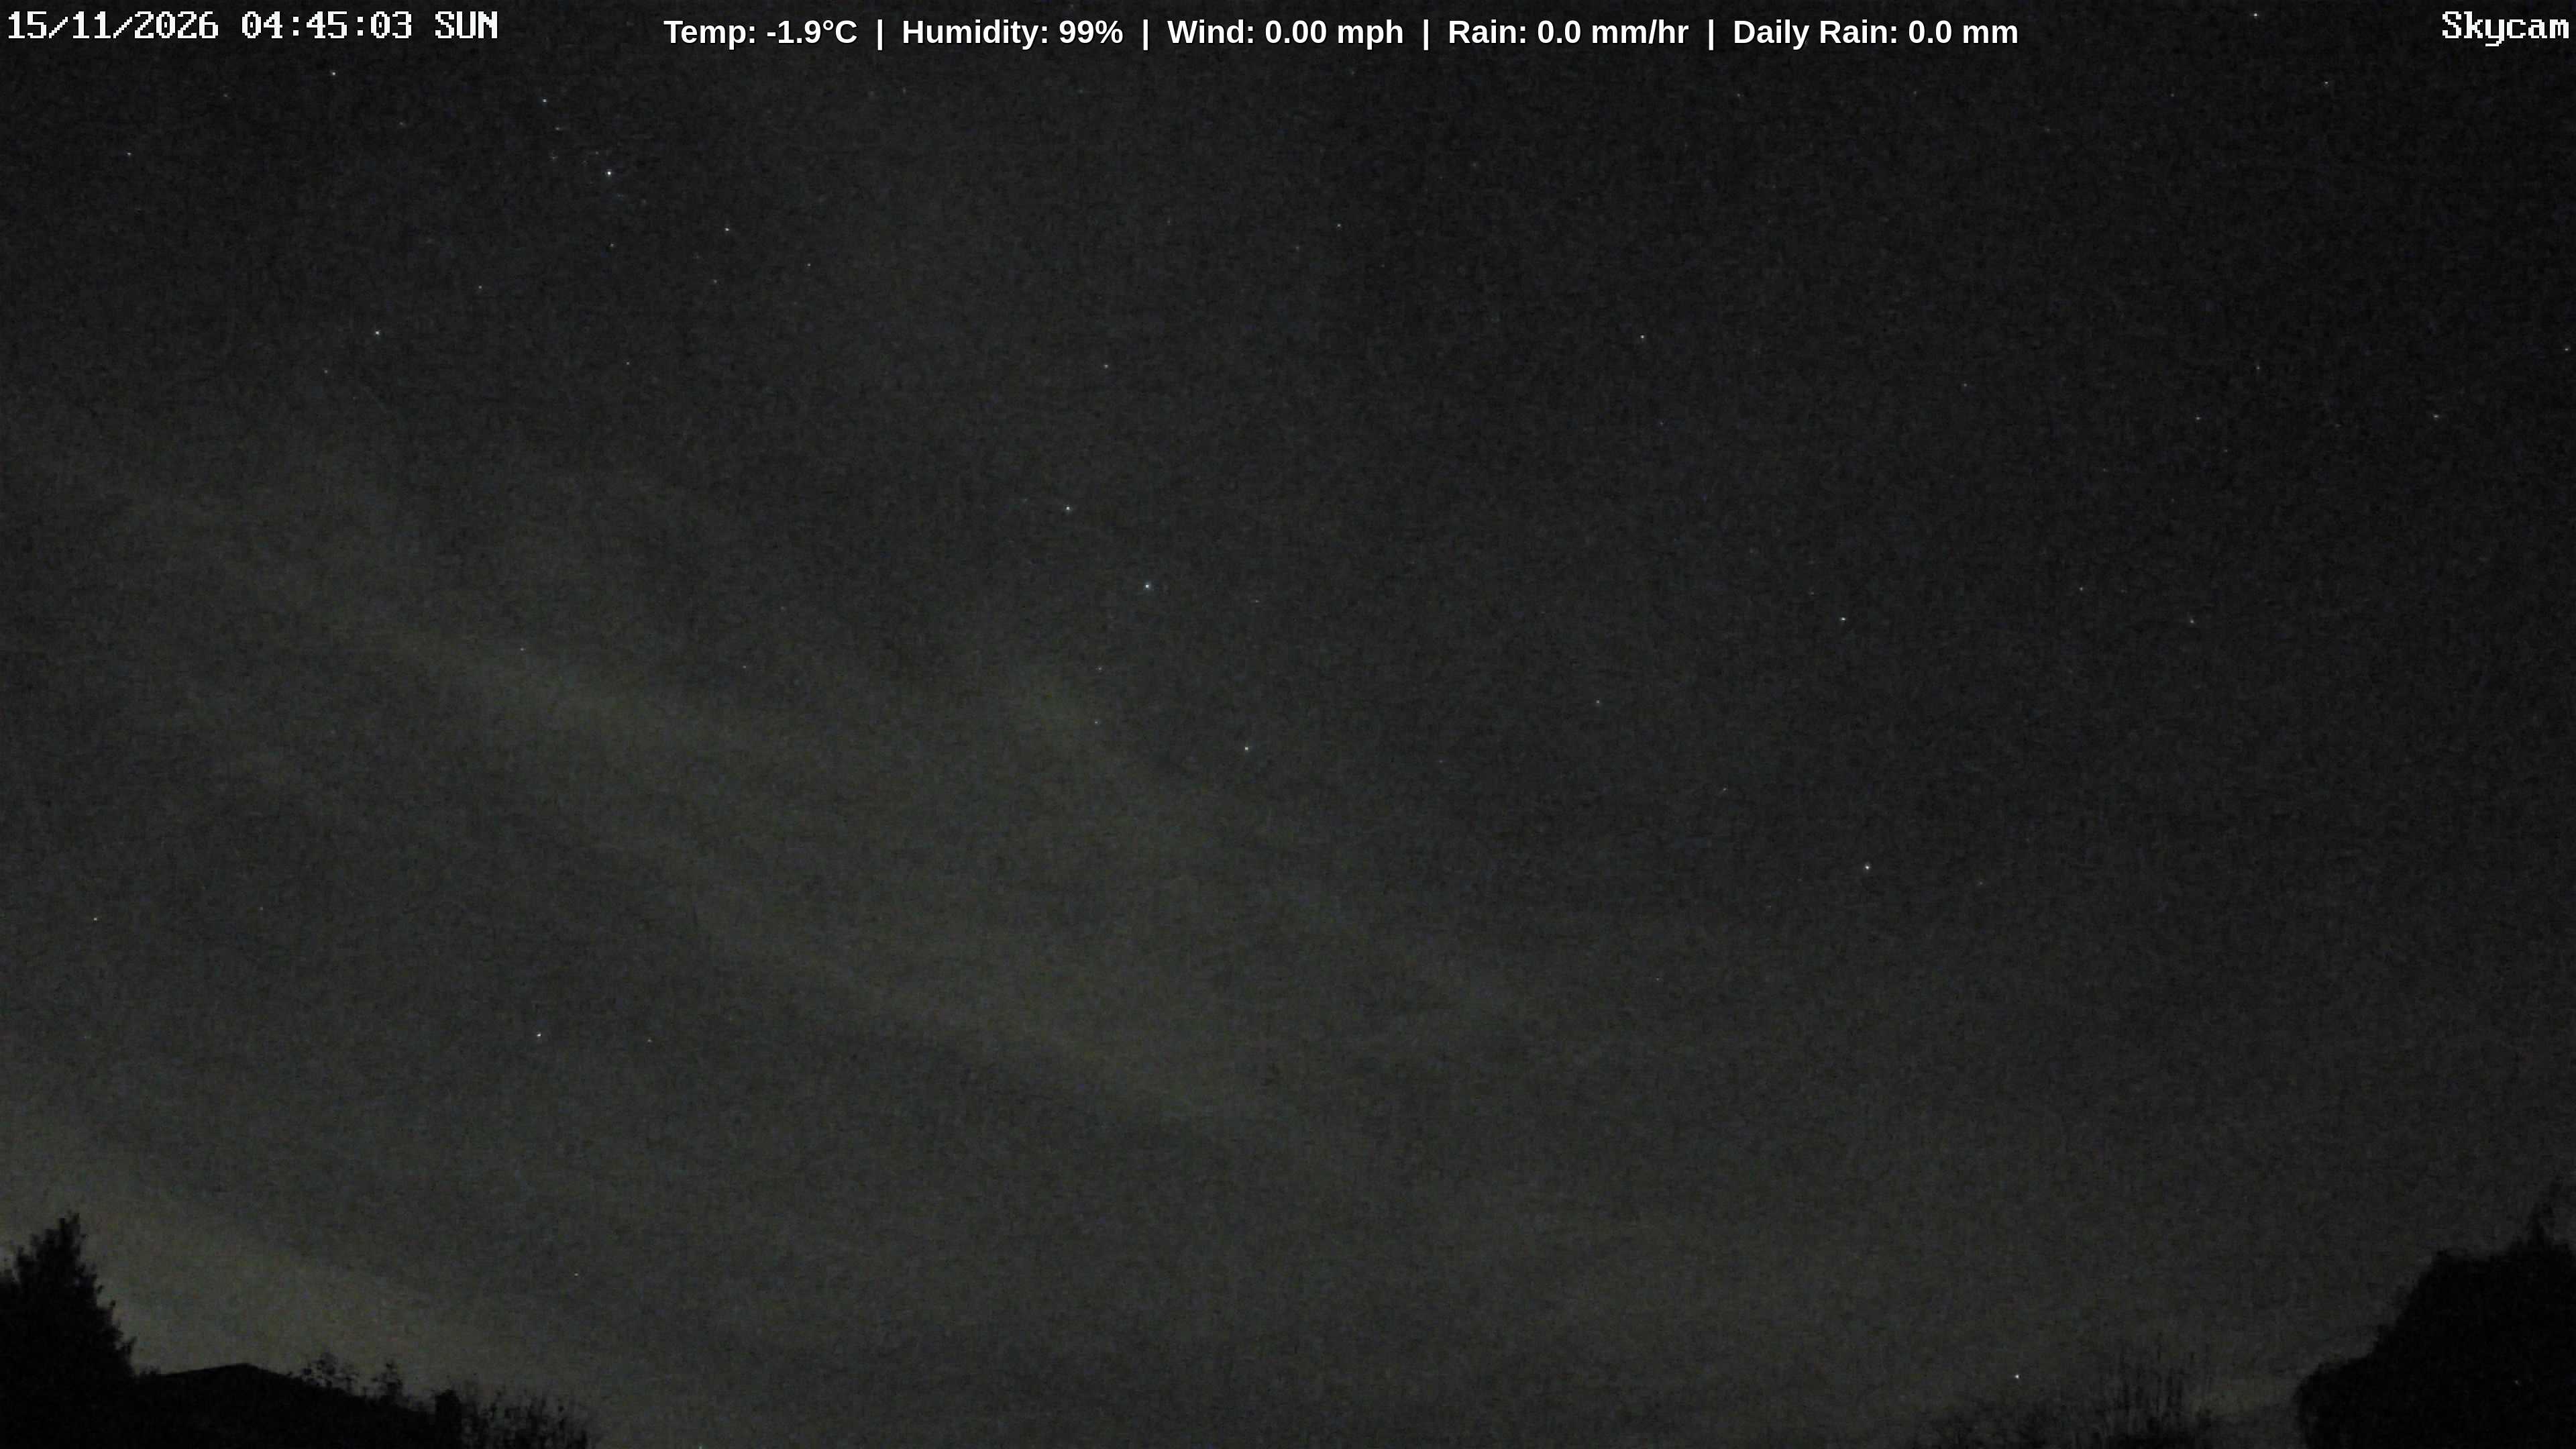 15/11/2026 04:45:03 SUN
Temp: -1.9°C | Humidity: 99% | Wind: 0.00 mph | Rain: 0.0 mm/hr | Daily Rain: 0.0 mm
Skycam